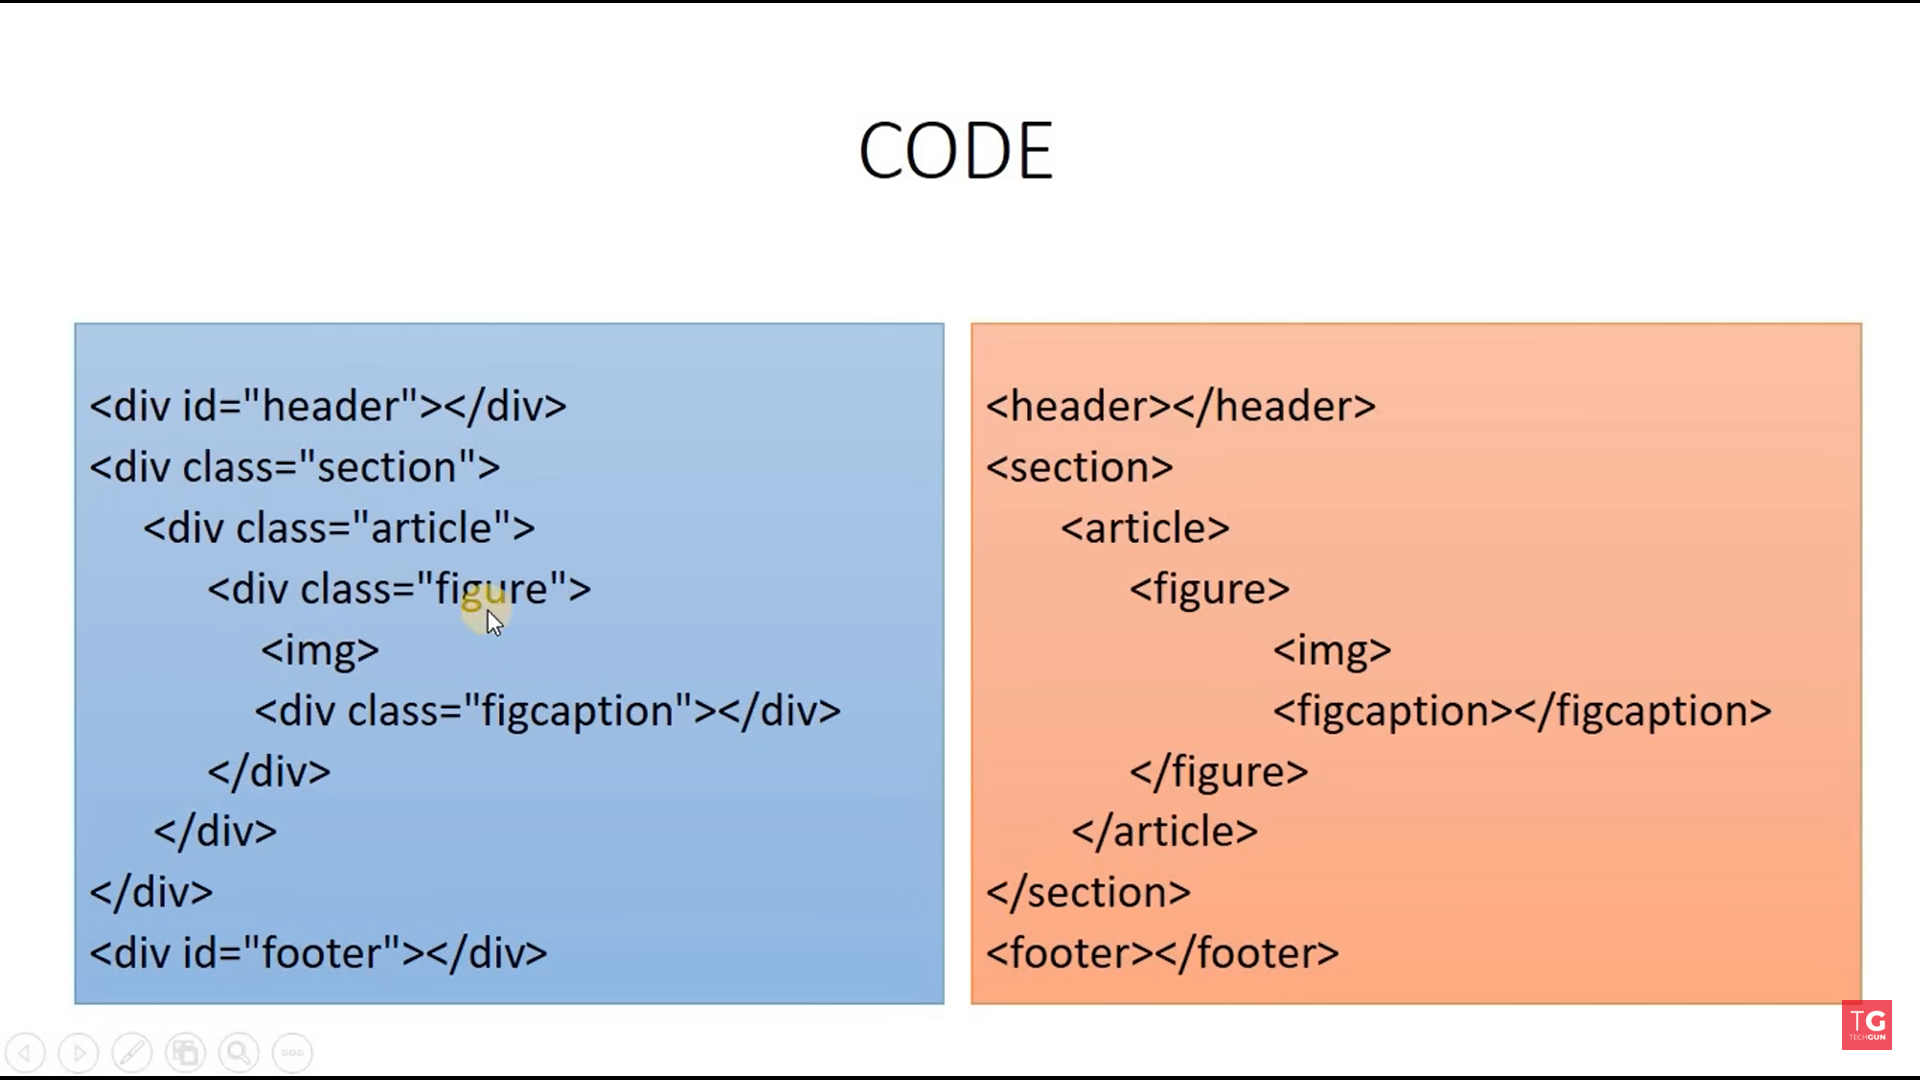 CODE
<div id="header"></div>
<div class="section">
<div class="article">
<div class="figure">
<img>
<div class="figcaption"></div>
</div>
</div>
</div>
<div id="footer"></div>
<header></header>
<section>
<article>
<figure>
<img>
<figcaption></figcaption>
</figure>
</article>
</section>
<footer></footer>
TG
TECHGUN